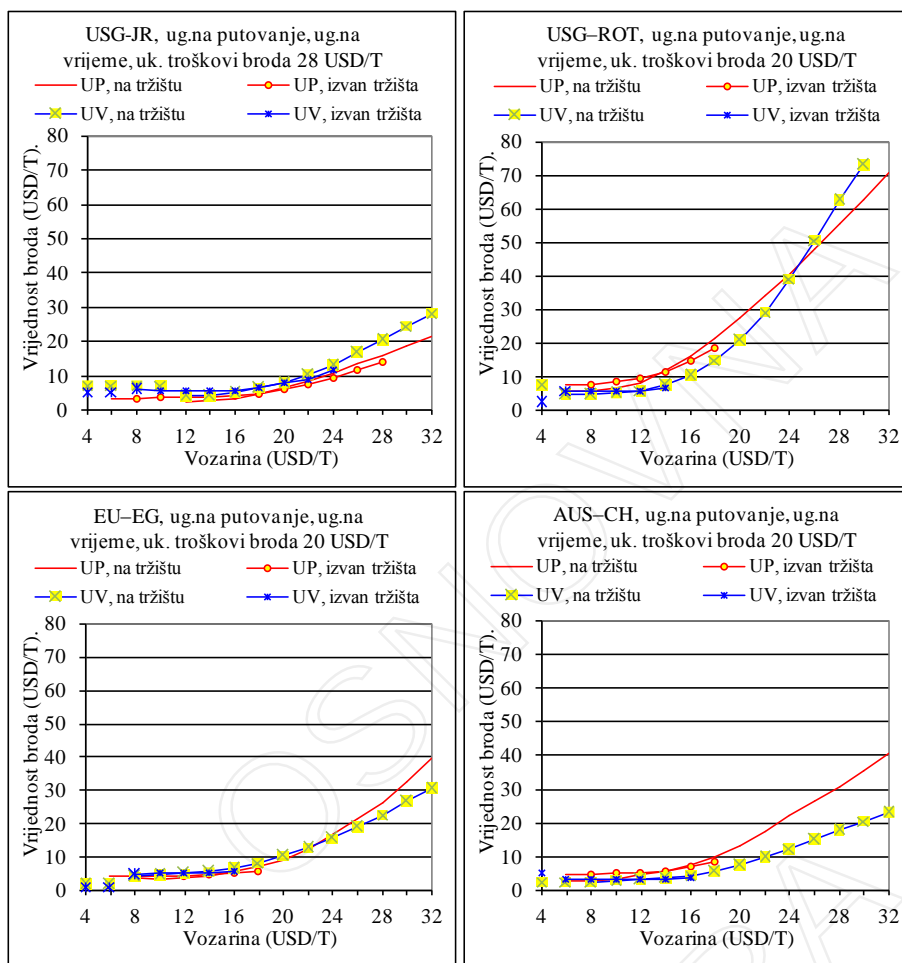 USG-JR, ug.na putovanje, ug.na
vrijeme, uk. troškovi broda 28 USD/T
UP, na tržištu UP, izvan tržišta
UV, na tržištu UV, izvan tržišta
Vrijednost broda (USD/T).
80
70
60
50
40
30
20
10
0
4 8 12 16 20 24 28 32
Vozarina (USD/T)
USG–ROT, ug.na putovanje, ug.na
vrijeme, uk. troškovi broda 20 USD/T
UP, na tržištu UP, izvan tržišta
UV, na tržištu UV, izvan tržišta
Vrijednost broda (USD/T).
80
70
60
50
40
30
20
10
0
4 8 12 16 20 24 28 32
Vozarina (USD/T)
EU–EG, ug.na putovanje, ug.na
vrijeme, uk. troškovi broda 20 USD/T
UP, na tržištu UP, izvan tržišta
UV, na tržištu UV, izvan tržišta
Vrijednost broda (USD/T).
80
70
60
50
40
30
20
10
0
4 8 12 16 20 24 28 32
Vozarina (USD/T)
AUS–CH, ug.na putovanje, ug.na
vrijeme, uk. troškovi broda 20 USD/T
UP, na tržištu UP, izvan tržišta
UV, na tržištu UV, izvan tržišta
Vrijednost broda (USD/T).
80
70
60
50
40
30
20
10
0
4 8 12 16 20 24 28 32
Vozarina (USD/T)
OSNOVNA